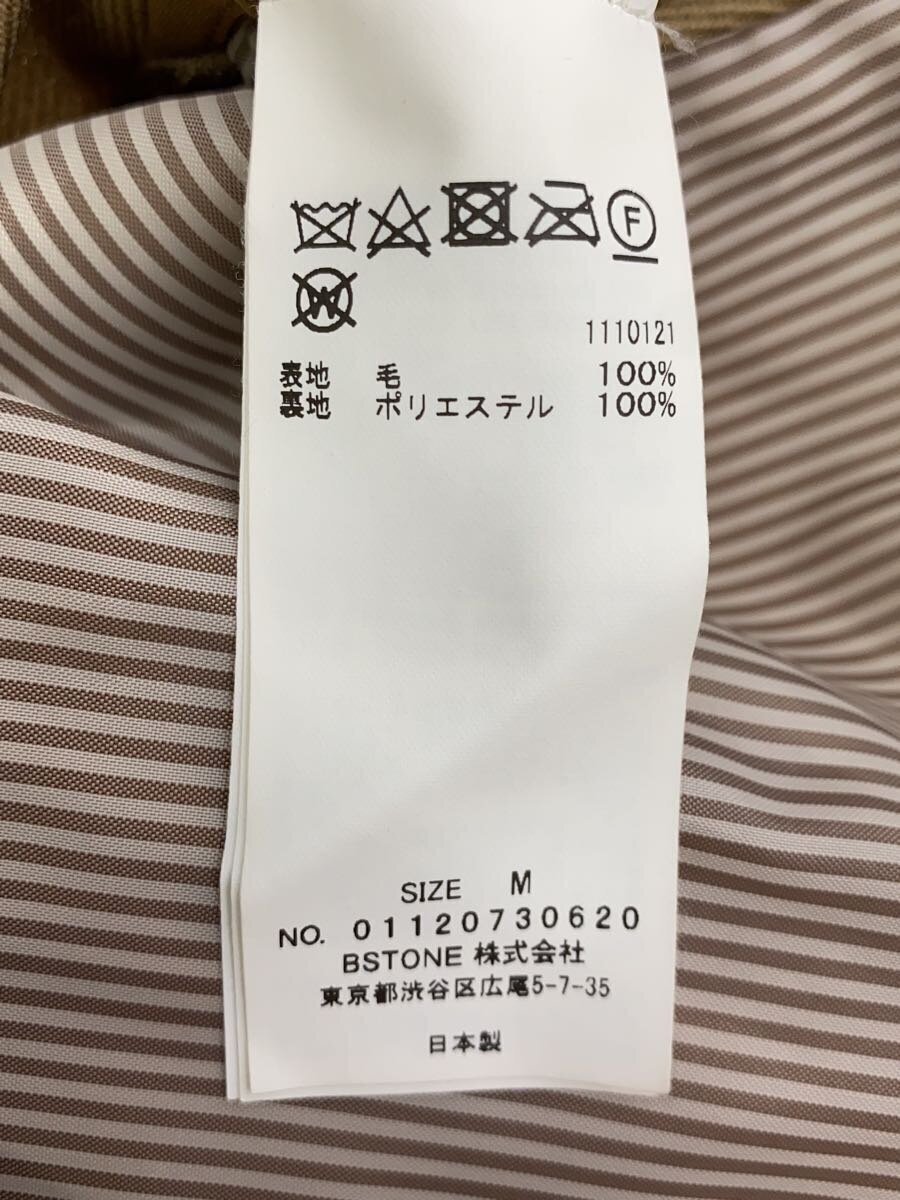 F
W
1110121
表地 毛 100%
裏地 ポリエステル 100%
SIZE M
NO. 01120730620
BSTONE 株式会社
東京都渋谷区広尾5-7-35
日本製